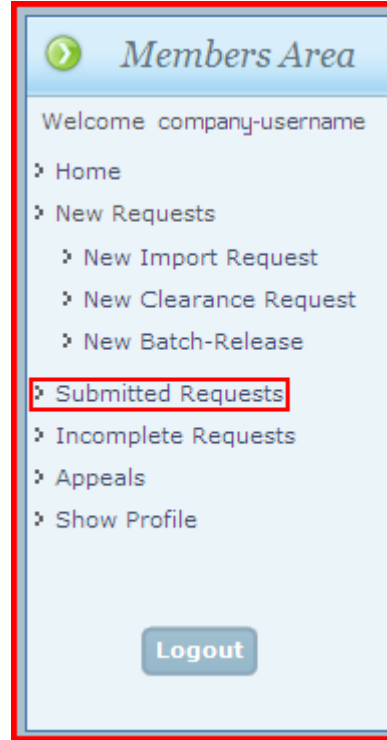 Members Area
Welcome company-username
Home
New Requests
New Import Request
New Clearance Request
New Batch-Release
Submitted Requests
Incomplete Requests
Appeals
Show Profile
Logout